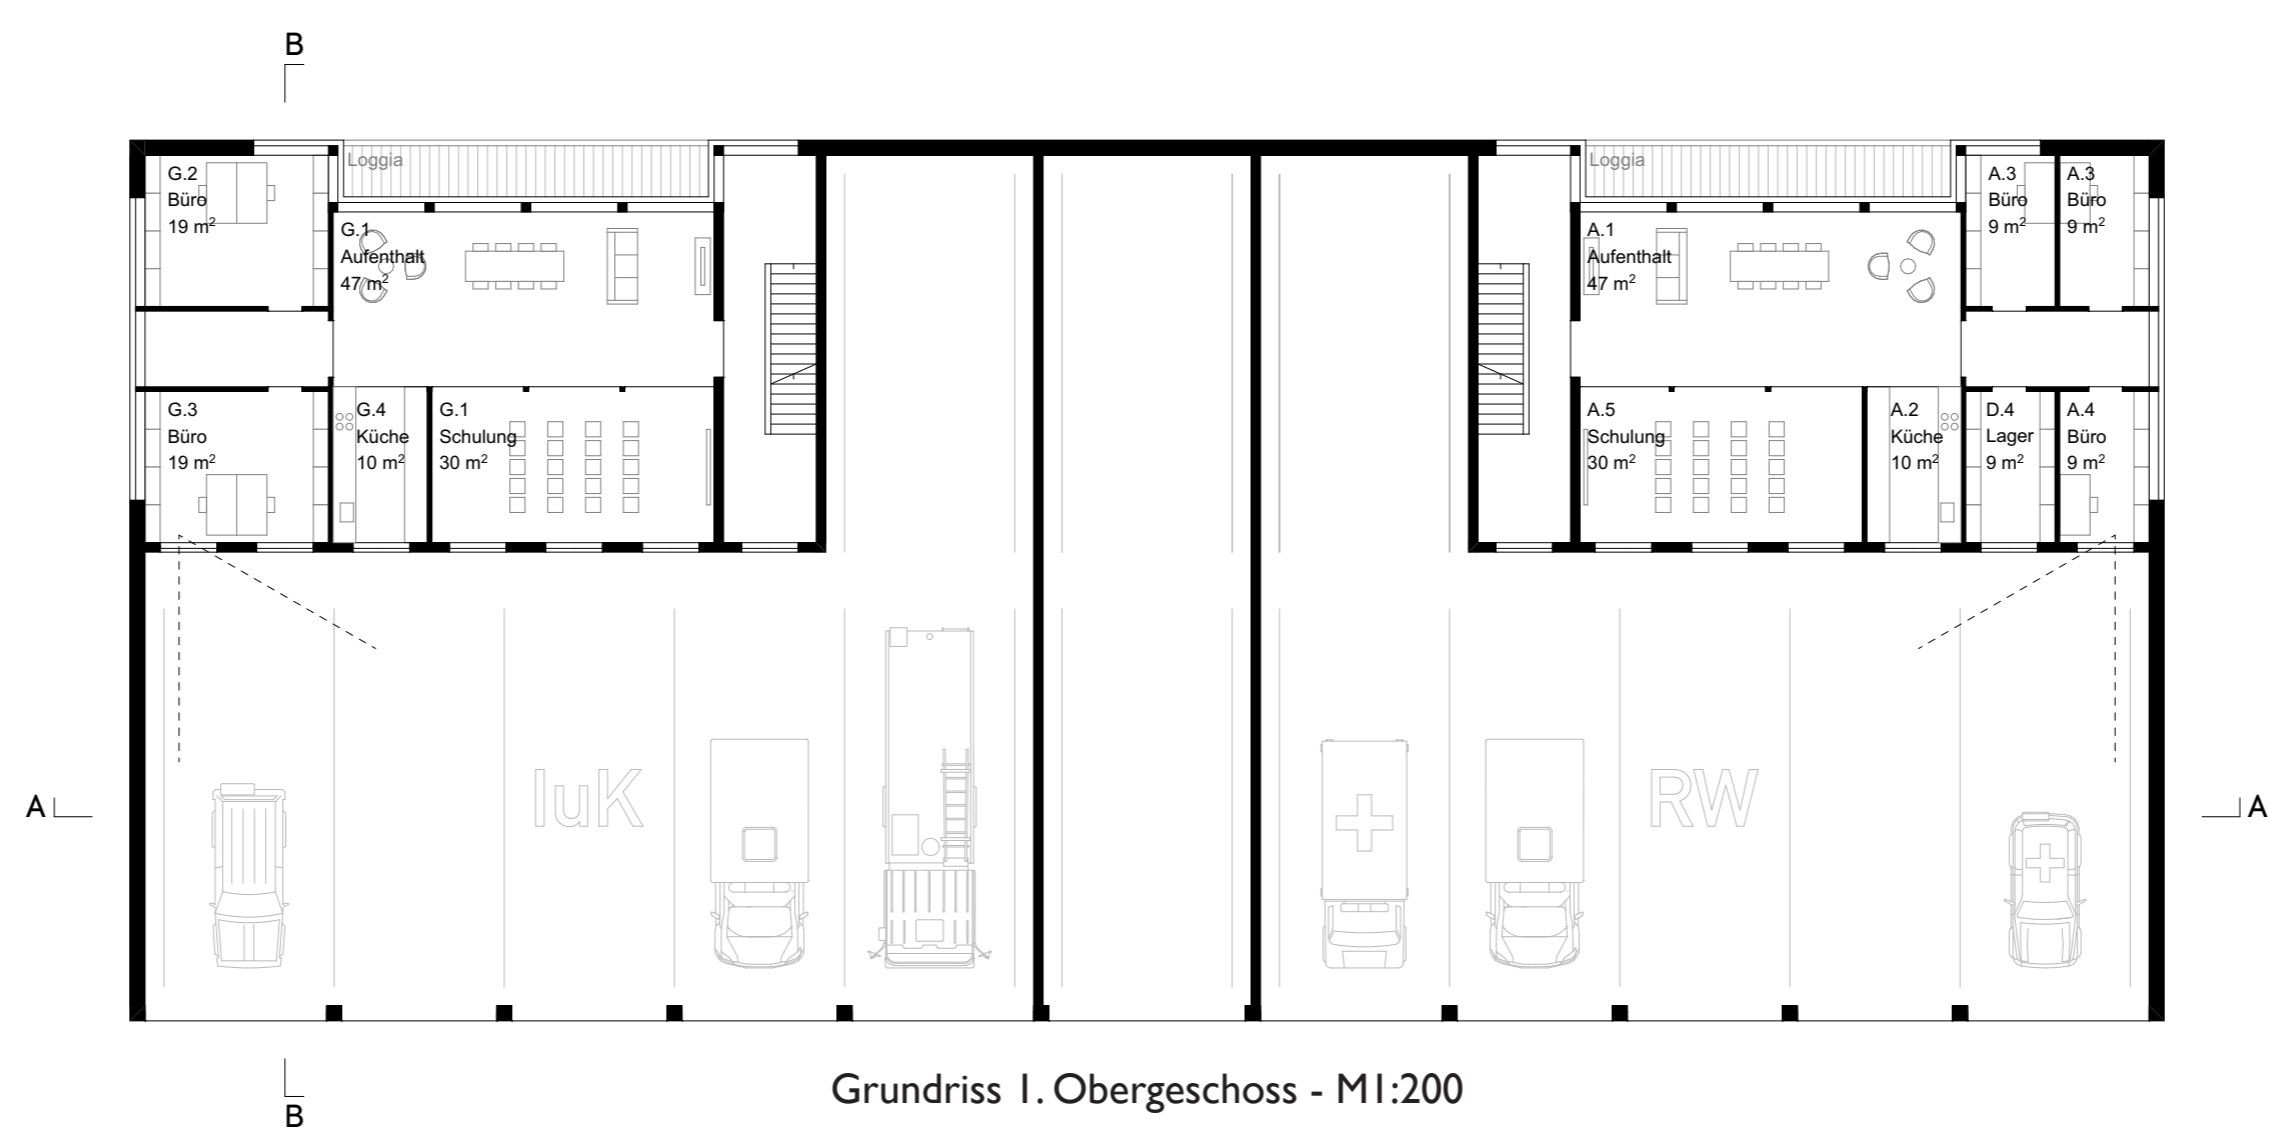 B
Loggia
Loggia
G.2
Büro
19 m²
A.3
Büro
9 m²
A.3
Büro
9 m²
G.1
Aufenthalt
47 m²
A.1
Aufenthalt
47 m²
G.3
Büro
19 m²
G.4
Küche
10 m²
G.1
Schulung
30 m²
A.5
Schulung
30 m²
A.2
Küche
10 m²
D.4
Lager
9 m²
A.4
Büro
9 m²
A
IuK
RW
A
Grundriss 1. Obergeschoss - M1:200
B